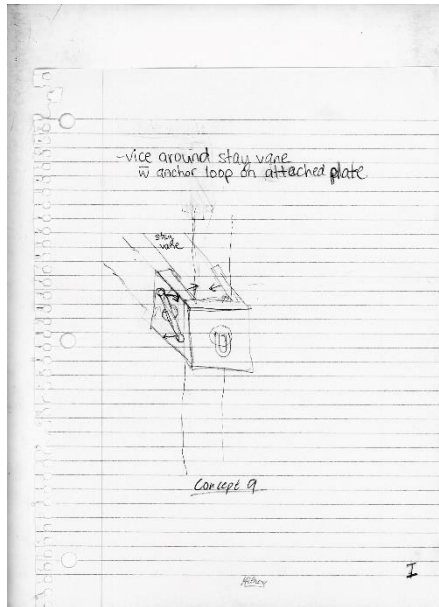 -vice around stay vane
w̄ anchor loop on attached plate
stay
vane
Concept 9
I